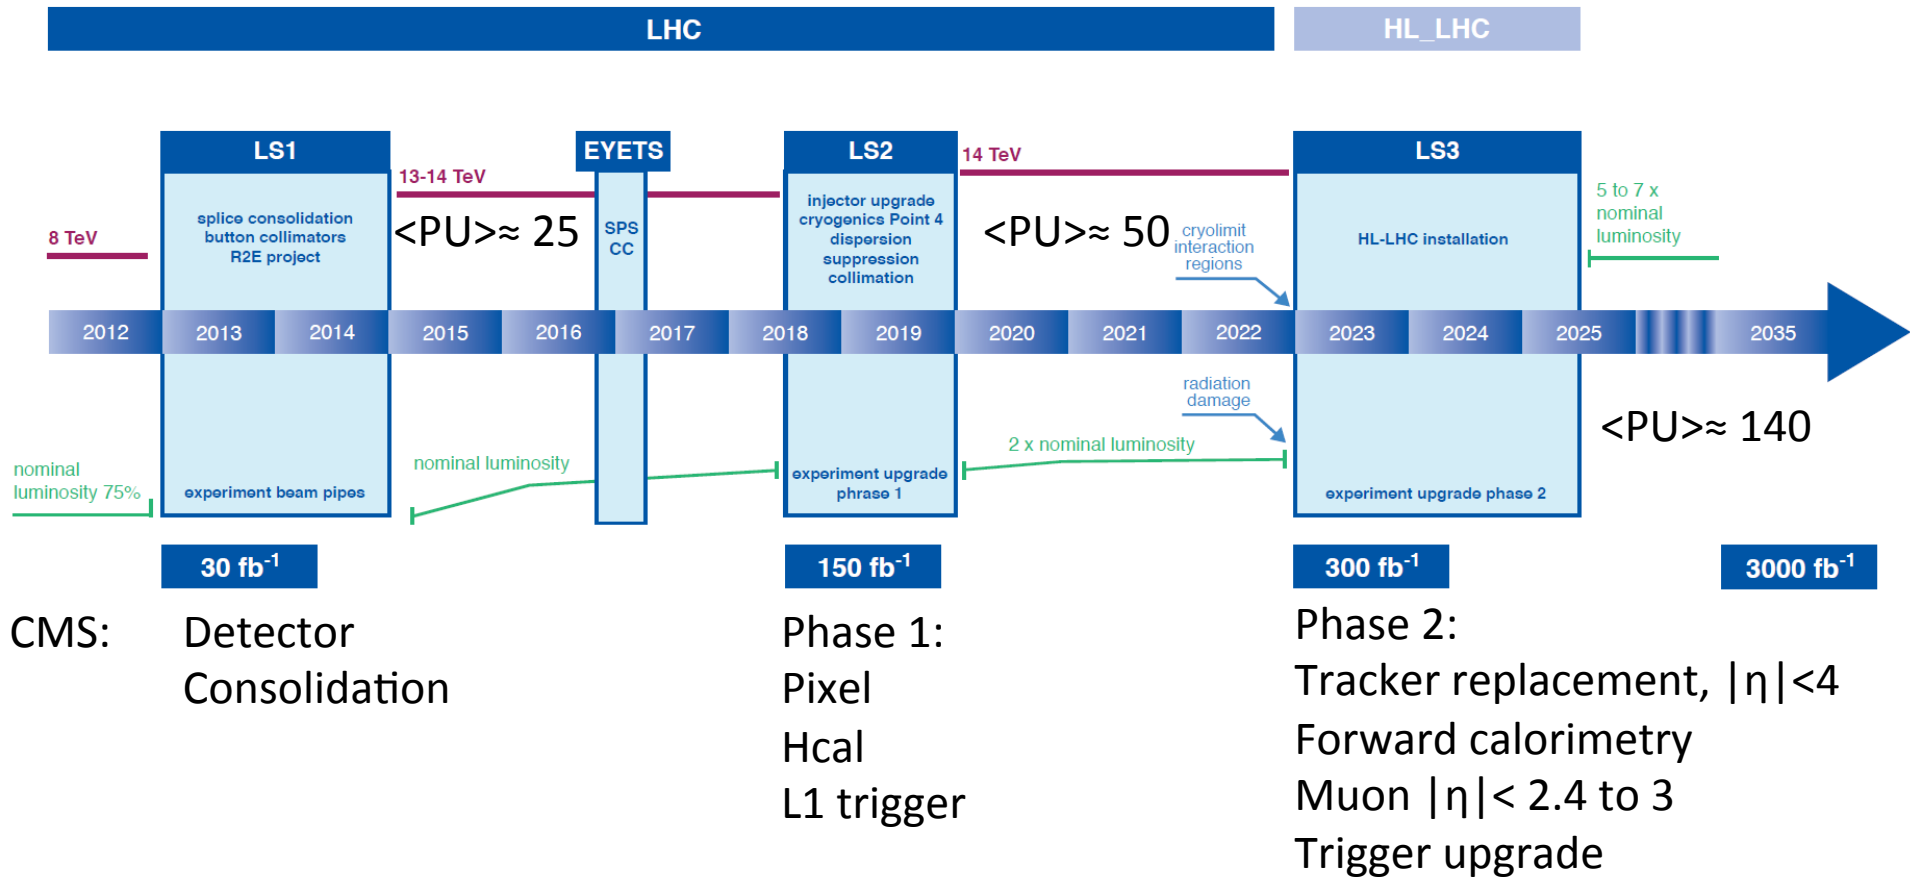 LHC
HL_LHC
LS1
EYETS
LS2
LS3
8 TeV
13-14 TeV
14 TeV
splice consolidation
button collimators
R2E project
<PU>≈ 25
SPS
CC
injector upgrade
cryogenics Point 4
dispersion
suppression
collimation
<PU>≈ 50
cryolimit
interaction
regions
HL-LHC installation
5 to 7 x
nominal
luminosity
2012
2013
2014
2015
2016
2017
2018
2019
2020
2021
2022
2023
2024
2025
2035
radiation
damage
<PU>≈ 140
nominal
luminosity 75%
experiment beam pipes
nominal luminosity
experiment upgrade
phrase 1
2 x nominal luminosity
experiment upgrade phase 2
30 fb-1
150 fb-1
300 fb-1
3000 fb-1
CMS:
Detector
Consolidation
Phase 1:
Pixel
Hcal
L1 trigger
Phase 2:
Tracker replacement, |η|<4
Forward calorimetry
Muon |η|< 2.4 to 3
Trigger upgrade